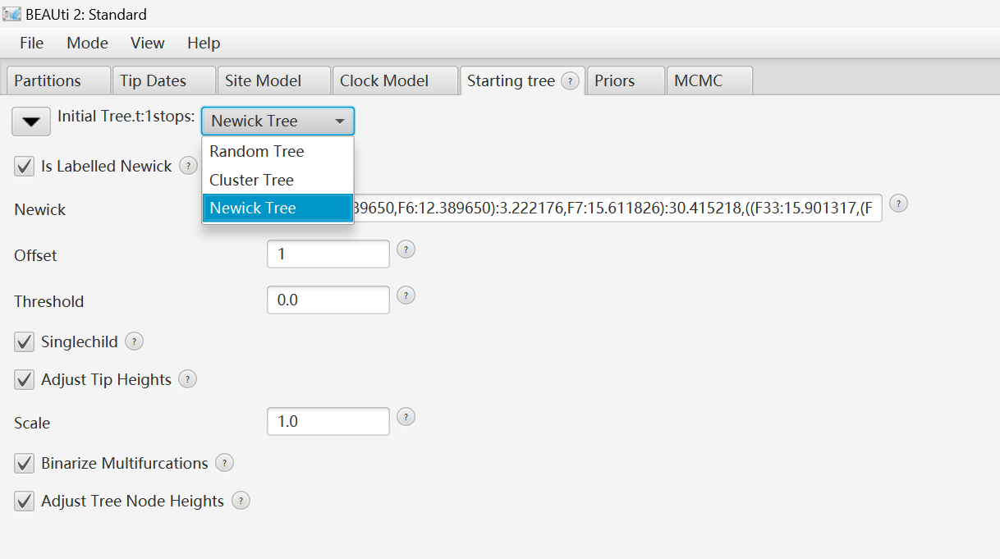 BEAUti 2: Standard
File Mode View Help
Partitions Tip Dates Site Model Clock Model Starting tree ? Priors MCMC
Initial Tree.t:1stops: Newick Tree
Random Tree
Is Labelled Newick ?
Cluster Tree
Newick Newick Tree 39650,F6:12.389650):3.222176,F7:15.611826):30.415218,((F33:15.901317,(F ?
Offset 1 ?
Threshold 0.0 ?
Singlechild ?
Adjust Tip Heights ?
Scale 1.0 ?
Binarize Multifurcations ?
Adjust Tree Node Heights ?